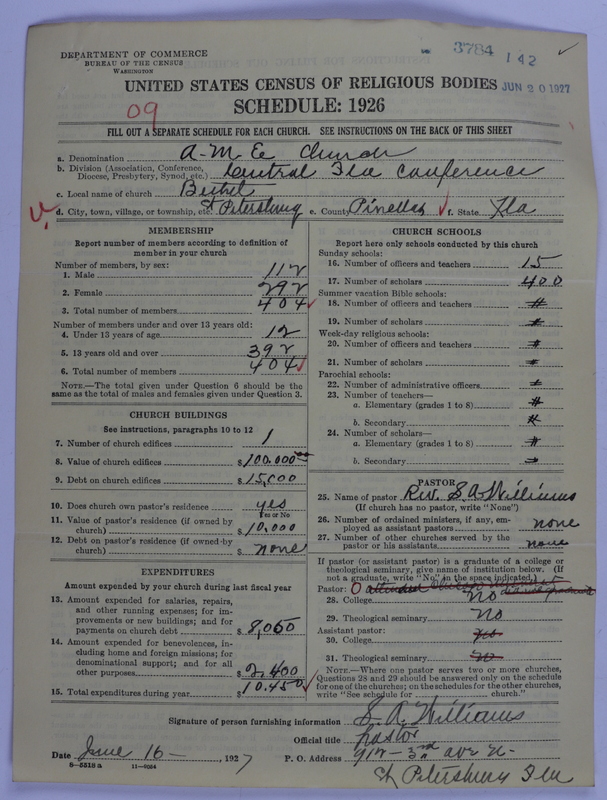 DEPARTMENT OF COMMERCE
BUREAU OF THE CENSUS
WASHINGTON
3784 142
UNITED STATES CENSUS OF RELIGIOUS BODIES JUN 20 1927
09
SCHEDULE: 1926
FILL OUT A SEPARATE SCHEDULE FOR EACH CHURCH. SEE INSTRUCTIONS ON THE BACK OF THIS SHEET
a. Denomination A.M.E Church
b. Division (Association, Conference, Diocese, Presbytery, Synod, etc.) Central Fla Conference
c. Local name of church Bethel
d. City, town, village, or township, etc. St Petersburg e. County Pinellas f. State Fla
MEMBERSHIP
Report number of members according to definition of
member in your church
Number of members, by sex:
1. Male 112
2. Female 292
3. Total number of members 404
Number of members under and over 13 years old:
4. Under 13 years of age 12
5. 13 years old and over 392
6. Total number of members 404
NOTE.—The total given under Question 6 should be the
same as the total of males and females given under Question 3.
CHURCH BUILDINGS
See instructions, paragraphs 10 to 12
7. Number of church edifices 1
8. Value of church edifices $100.000 00
9. Debt on church edifices $15,000
10. Does church own pastor's residence yes
Yes or No
11. Value of pastor's residence (if owned by
church) $10,000
12. Debt on pastor's residence (if owned by
church) $none
EXPENDITURES
Amount expended by your church during last fiscal year
13. Amount expended for salaries, repairs,
and other running expenses; for im-
provements or new buildings; and for
payments on church debt $8,050
14. Amount expended for benevolences, in-
cluding home and foreign missions; for
denominational support; and for all
other purposes $2.400
15. Total expenditures during year $10.450
CHURCH SCHOOLS
Report here only schools conducted by this church
Sunday schools:
16. Number of officers and teachers 15
17. Number of scholars 400
Summer vacation Bible schools:
18. Number of officers and teachers
19. Number of scholars
Week-day religious schools:
20. Number of officers and teachers
21. Number of scholars
Parochial schools:
22. Number of administrative officers
23. Number of teachers—
a. Elementary (grades 1 to 8)
b. Secondary
24. Number of scholars—
a. Elementary (grades 1 to 8)
b. Secondary
PASTOR
25. Name of pastor Rev. S. A. Williams
(If church has no pastor, write "None")
26. Number of ordained ministers, if any, em-
ployed as assistant pastors none
27. Number of other churches served by the
pastor or his assistants none
If pastor (or assistant pastor) is a graduate of a college or
theological seminary, give name of institution below. (If
not a graduate, write "No" in the space indicated.)
Pastor: O
28. College No
29. Theological seminary No
Assistant pastor:
30. College
31. Theological seminary no
NOTE.—Where one pastor serves two or more churches,
Questions 28 and 29 should be answered only on the schedule
for one of the churches; on the schedules for the other churches,
write "See schedule for church."
Signature of person furnishing information S. A. Williams
Official title Pastor
Date June 16- , 1927 P. O. Address 912-3rd ave
8-5518 a 11-9034 St Petersburg Fla